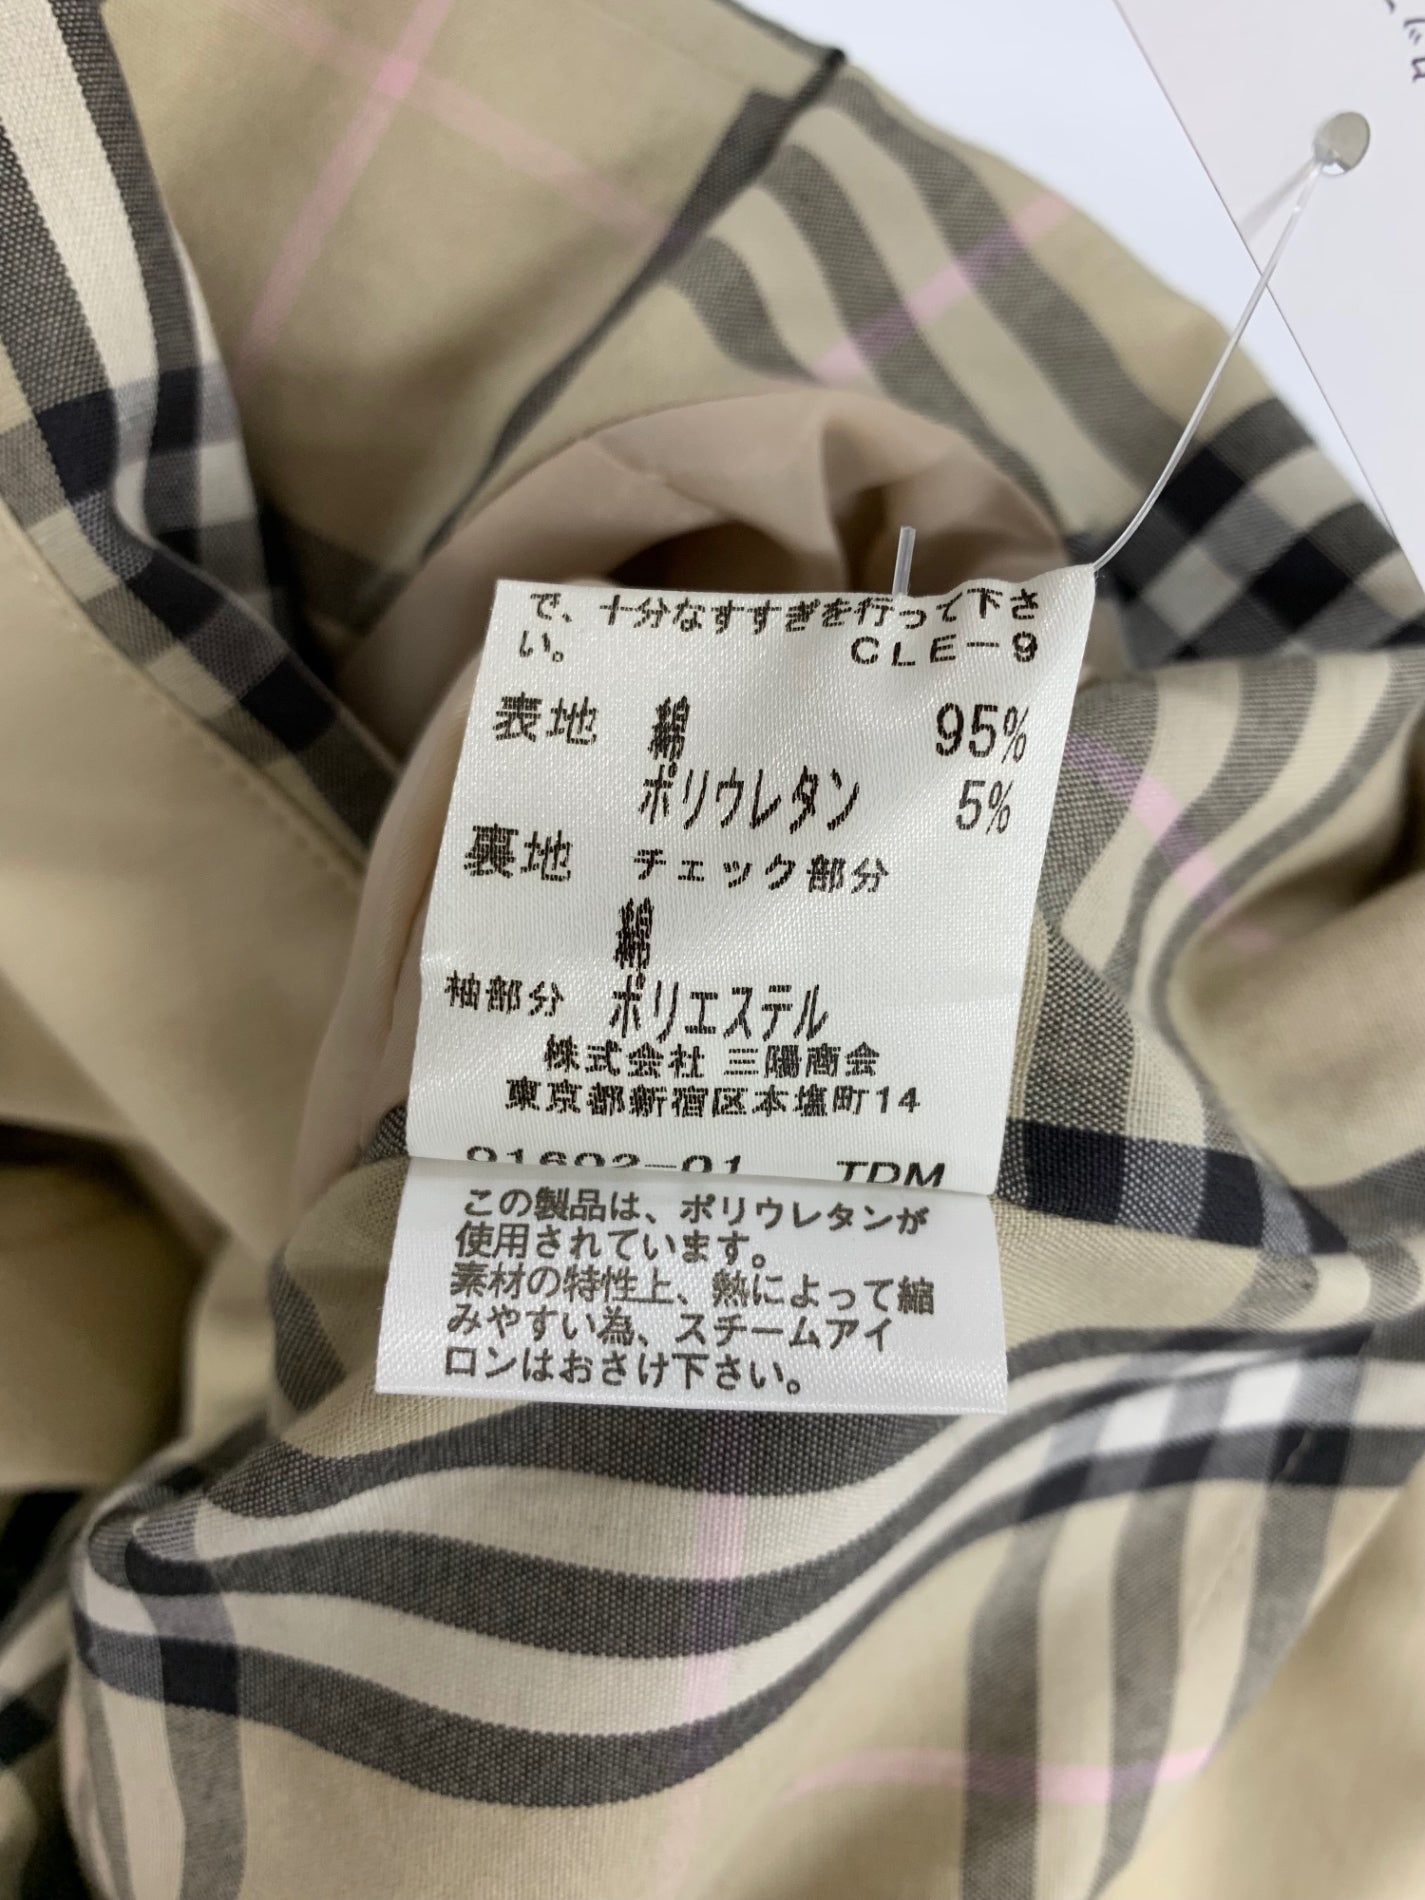 で、十分なすすぎを行って下さ
い。 CLE-9
表地 綿 95%
ポリウレタン 5%
裏地 チェック部分
綿
袖部分 ポリエステル
株式会社 三陽商会
東京都新宿区本塩町14
91692-01 TDM
この製品は、ポリウレタンが
使用されています。
素材の特性上、熱によって縮
みやすい為、スチームアイ
ロンはおさけ下さい。